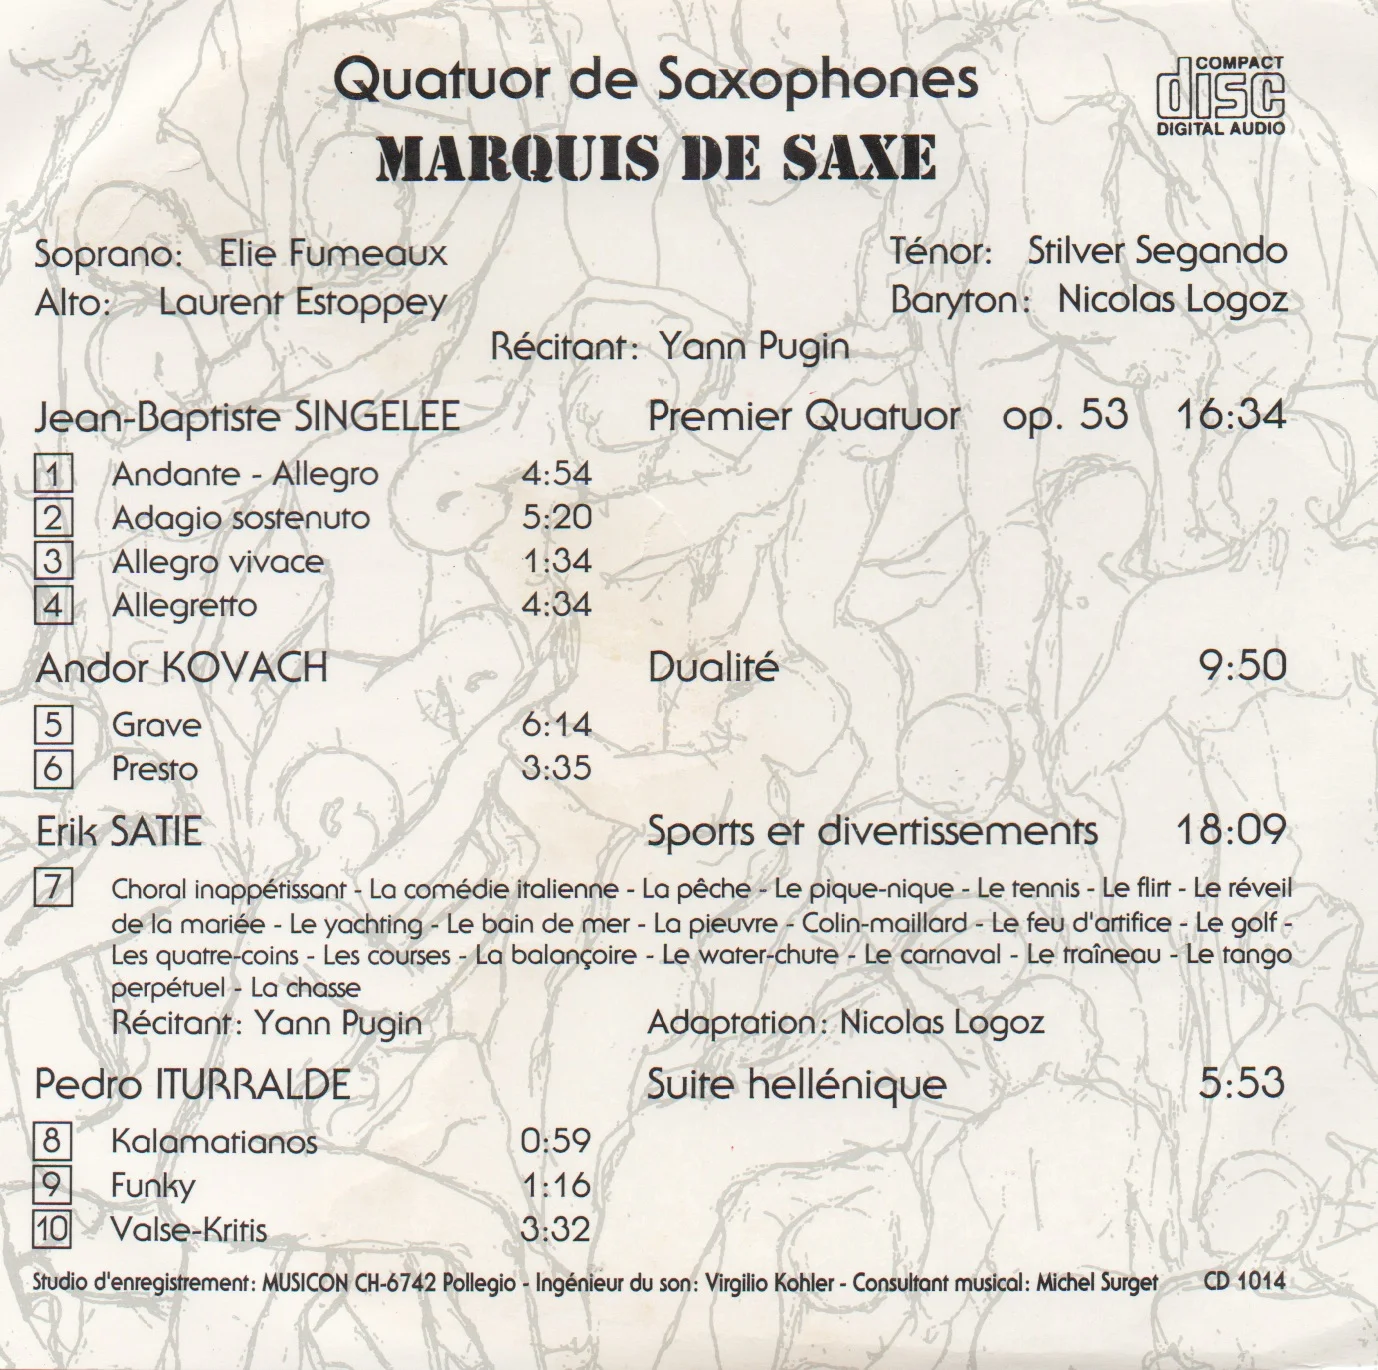 Quatuor de Saxophones
COMPACT
disc
DIGITAL AUDIO
MARQUIS DE SAXE
Soprano: Elie Fumeaux
Ténor: Stilver Segando
Alto: Laurent Estoppey
Baryton: Nicolas Logoz
Récitant: Yann Pugin
Jean-Baptiste SINGELEE Premier Quatuor op. 53 16:34
1 Andante - Allegro 4:54
2 Adagio sostenuto 5:20
3 Allegro vivace 1:34
4 Allegretto 4:34
Andor KOVACH Dualité 9:50
5 Grave 6:14
6 Presto 3:35
Erik SATIE Sports et divertissements 18:09
7 Choral inappétissant - La comédie italienne - La pêche - Le pique-nique - Le tennis - Le flirt - Le réveil
de la mariée - Le yachting - Le bain de mer - La pieuvre - Colin-maillard - Le feu d'artifice - Le golf -
Les quatre-coins - Les courses - La balançoire - Le water-chute - Le carnaval - Le traîneau - Le tango
perpétuel - La chasse
Récitant: Yann Pugin Adaptation: Nicolas Logoz
Pedro ITURRALDE Suite hellénique 5:53
8 Kalamatianos 0:59
9 Funky 1:16
10 Valse-Kritis 3:32
Studio d'enregistrement: MUSICON CH-6742 Pollegio - Ingénieur du son: Virgilio Kohler - Consultant musical: Michel Surget CD 1014